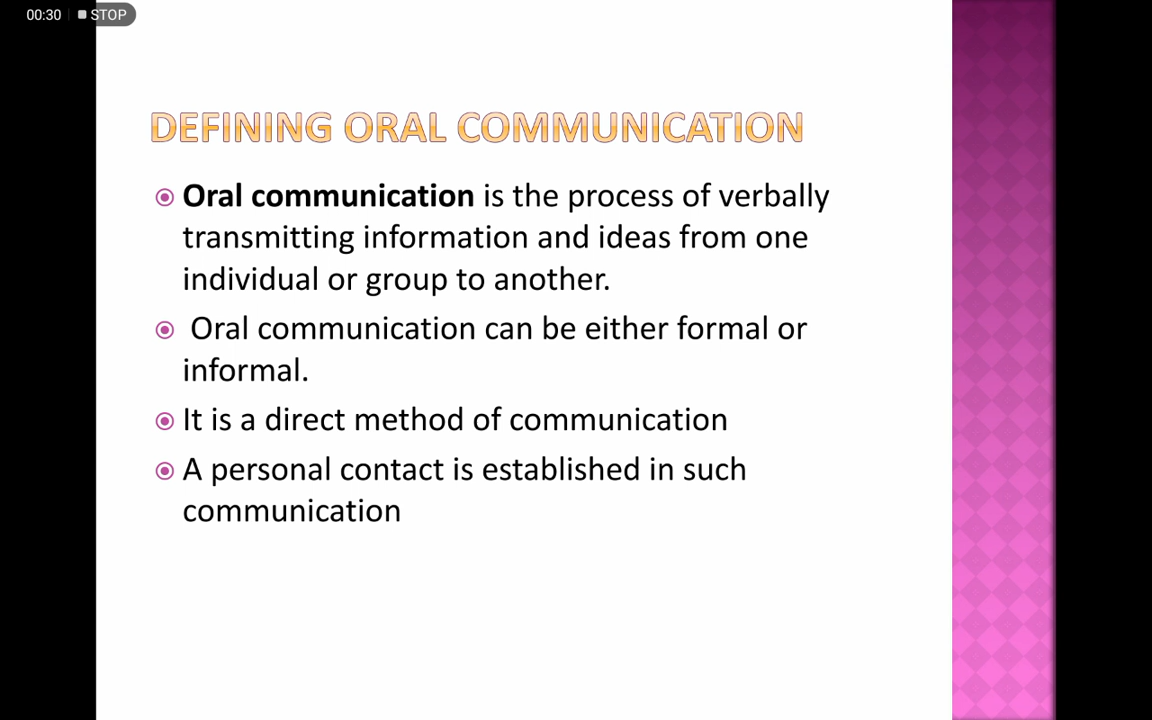 00:30 STOP
DEFINING ORAL COMMUNICATION
Oral communication is the process of verbally
transmitting information and ideas from one
individual or group to another.
Oral communication can be either formal or
informal.
It is a direct method of communication
A personal contact is established in such
communication